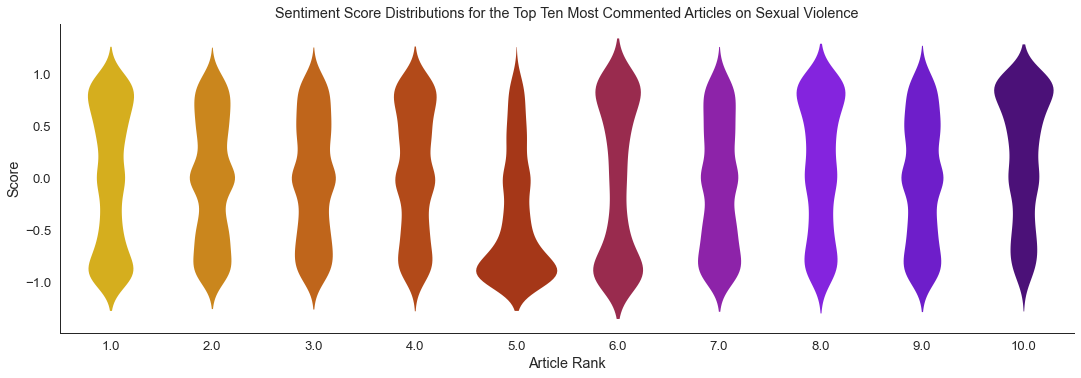 Sentiment Score Distributions for the Top Ten Most Commented Articles on Sexual Violence
1.0
0.5
0.0
−0.5
−1.0
Score
1.0 2.0 3.0 4.0 5.0 6.0 7.0 8.0 9.0 10.0
Article Rank